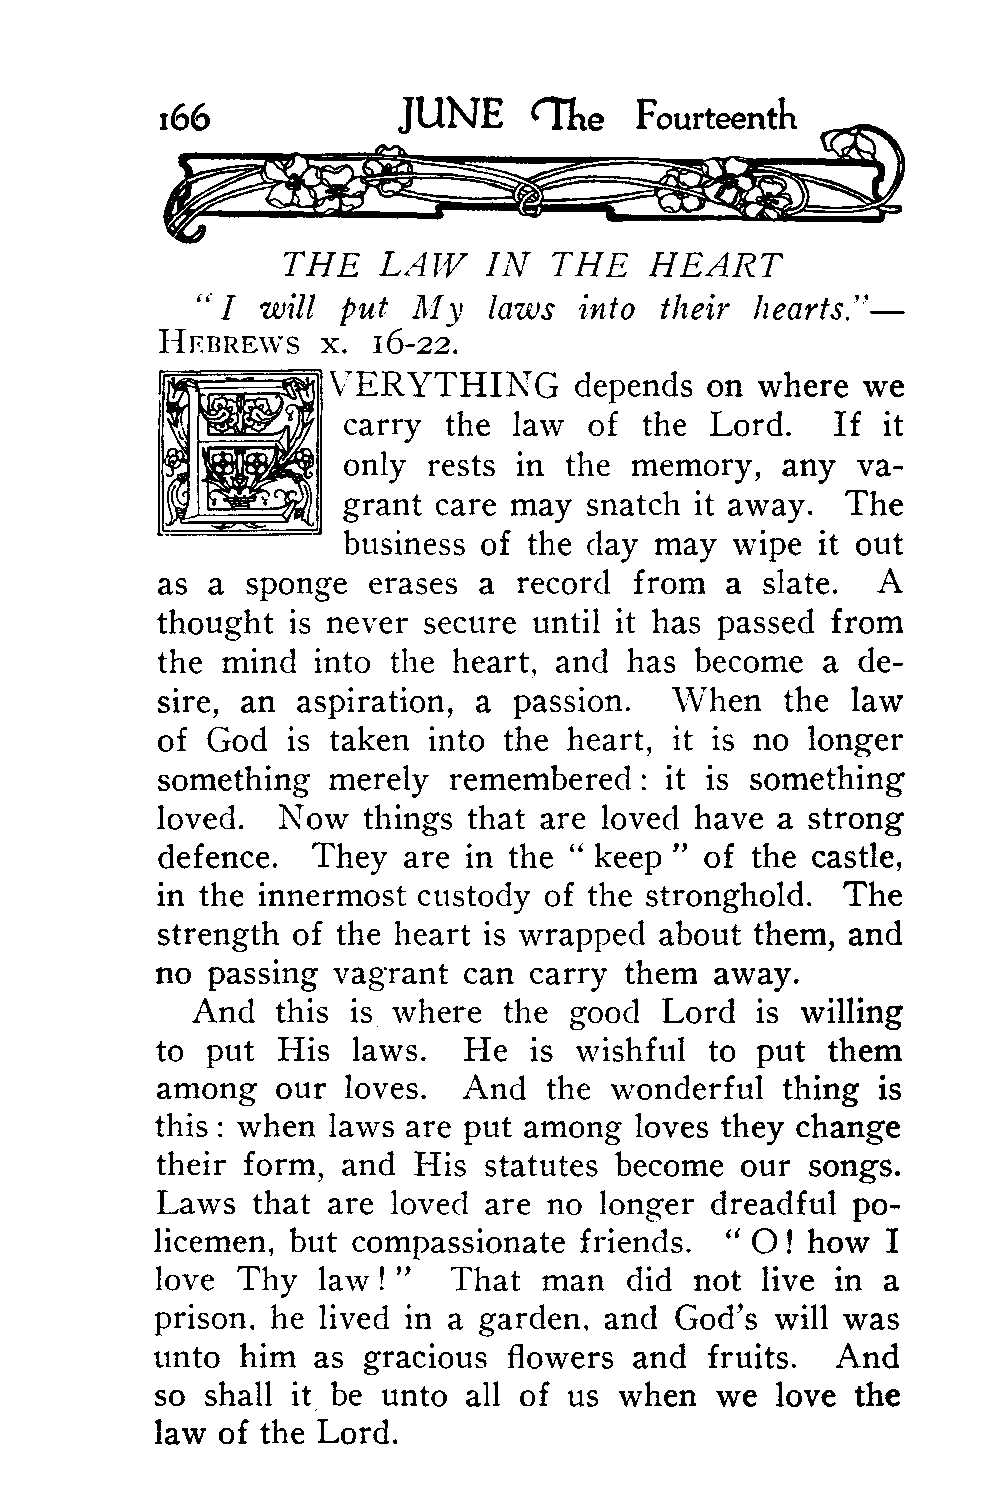 166 JUNE The Fourteenth
THE LAW IN THE HEART
“I will put My laws into their hearts.”—
HEBREWS x. 16-22.
EVERYTHING depends on where we
carry the law of the Lord. If it
only rests in the memory, any va-
grant care may snatch it away. The
business of the day may wipe it out
as a sponge erases a record from a slate. A
thought is never secure until it has passed from
the mind into the heart, and has become a de-
sire, an aspiration, a passion. When the law
of God is taken into the heart, it is no longer
something merely remembered: it is something
loved. Now things that are loved have a strong
defence. They are in the “keep” of the castle,
in the innermost custody of the stronghold. The
strength of the heart is wrapped about them, and
no passing vagrant can carry them away.
And this is where the good Lord is willing
to put His laws. He is wishful to put them
among our loves. And the wonderful thing is
this: when laws are put among loves they change
their form, and His statutes become our songs.
Laws that are loved are no longer dreadful po-
licemen, but compassionate friends. “O! how I
love Thy law!” That man did not live in a
prison, he lived in a garden, and God’s will was
unto him as gracious flowers and fruits. And
so shall it be unto all of us when we love the
law of the Lord.